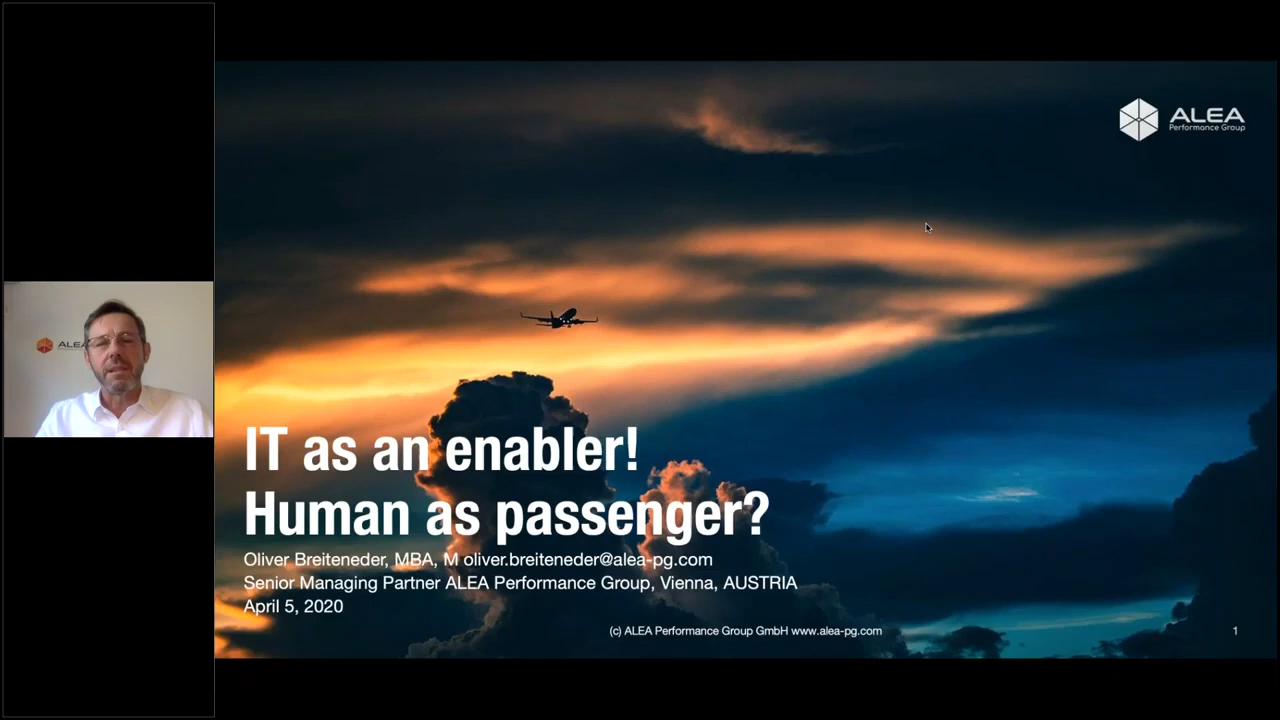 ALEA
Performance Group
ALEA
IT as an enabler!
Human as passenger?
Oliver Breiteneder, MBA, M oliver.breiteneder@alea-pg.com
Senior Managing Partner ALEA Performance Group, Vienna, AUSTRIA
April 5, 2020
(c) ALEA Performance Group GmbH www.alea-pg.com
1